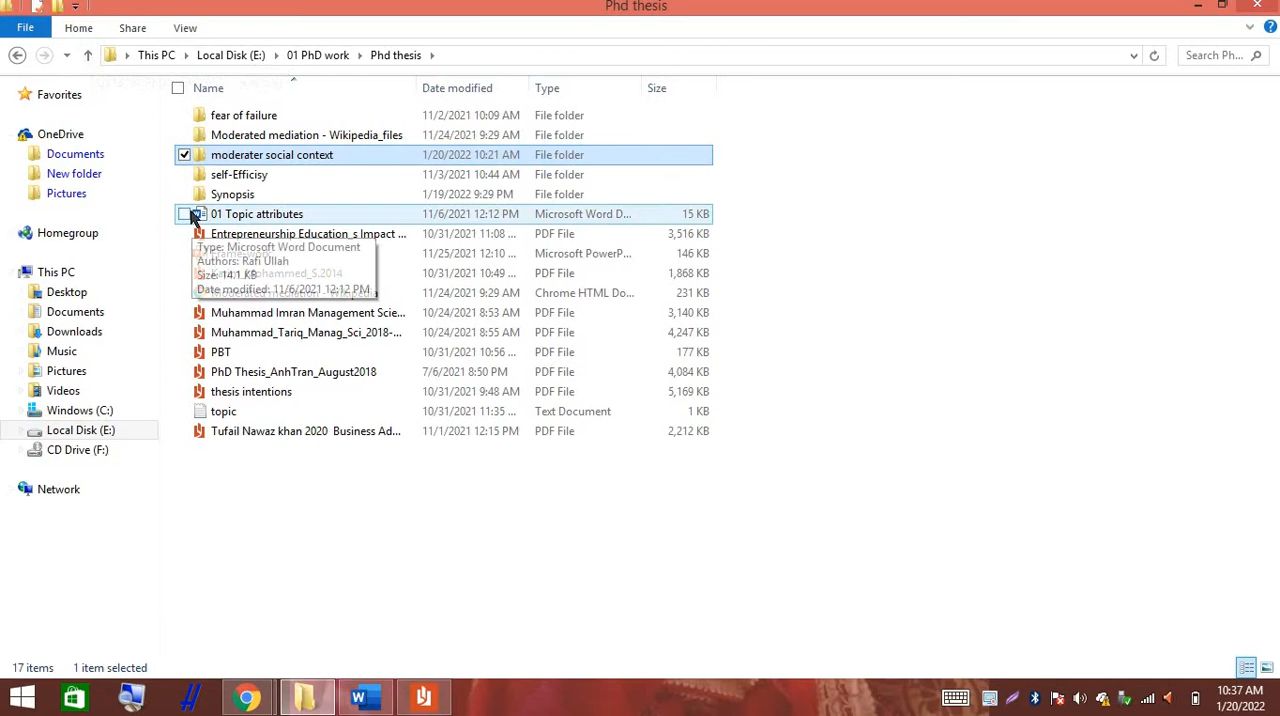 Phd thesis
File Home Share View
This PC Local Disk (E:) 01 PhD work Phd thesis Search Ph...
Name Date modified Type Size
Favorites
OneDrive
Documents
New folder
Pictures
Homegroup
This PC
Desktop
Documents
Downloads
Music
Pictures
Videos
Windows (C:)
Local Disk (E:)
CD Drive (F:)
Network
fear of failure 11/2/2021 10:09 AM File folder
Moderated mediation - Wikipedia_files 11/24/2021 9:29 AM File folder
moderater social context 1/20/2022 10:21 AM File folder
self-Efficisy 11/3/2021 10:44 AM File folder
Synopsis 1/19/2022 9:29 PM File folder
01 Topic attributes 11/6/2021 12:12 PM Microsoft Word D... 15 KB
Entrepreneurship Education_s Impact ... 10/31/2021 11:08 ... PDF File 3,516 KB
11/25/2021 12:10 ... Microsoft PowerP... 146 KB
ohammed_S.2014 10/31/2021 10:49 ... PDF File 1,868 KB
Moderated mediation - Wikipedia 11/24/2021 9:29 AM Chrome HTML Do... 231 KB
Type: Microsoft Word Document
Authors: Rafi Ullah
Size: 14.1 KB
Date modified: 11/6/2021 12:12 PM
Muhammad Imran Management Scie... 10/24/2021 8:53 AM PDF File 3,140 KB
Muhammad_Tariq_Manag_Sci_2018-... 10/24/2021 8:55 AM PDF File 4,247 KB
PBT 10/31/2021 10:56 ... PDF File 177 KB
PhD Thesis_AnhTran_August2018 7/6/2021 8:50 PM PDF File 4,084 KB
thesis intentions 10/31/2021 9:48 AM PDF File 5,169 KB
topic 10/31/2021 11:35 ... Text Document 1 KB
Tufail Nawaz khan 2020 Business Ad... 11/1/2021 12:15 PM PDF File 2,212 KB
17 items 1 item selected
10:37 AM
1/20/2022